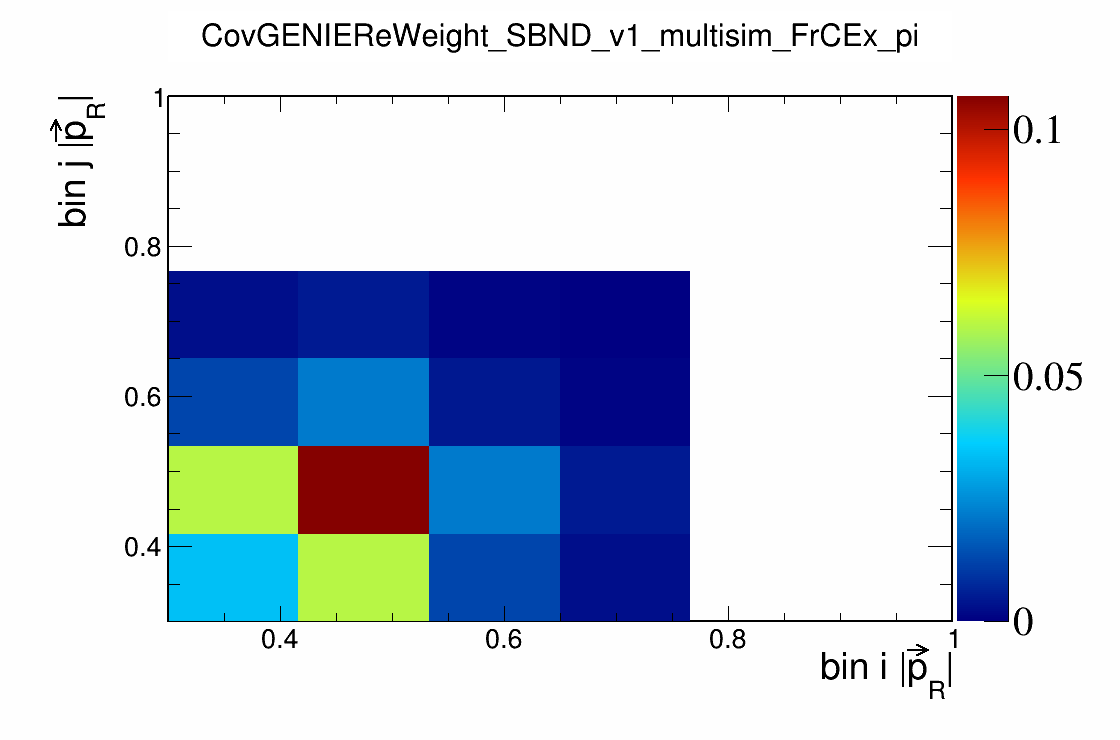 CovGENIEReWeight_SBND_v1_multisim_FrCEx_pi
bin j |p⃗_R|
1
0.8
0.6
0.4
0.4 0.6 0.8 1
bin i |p⃗_R|
0.1
0.05
0